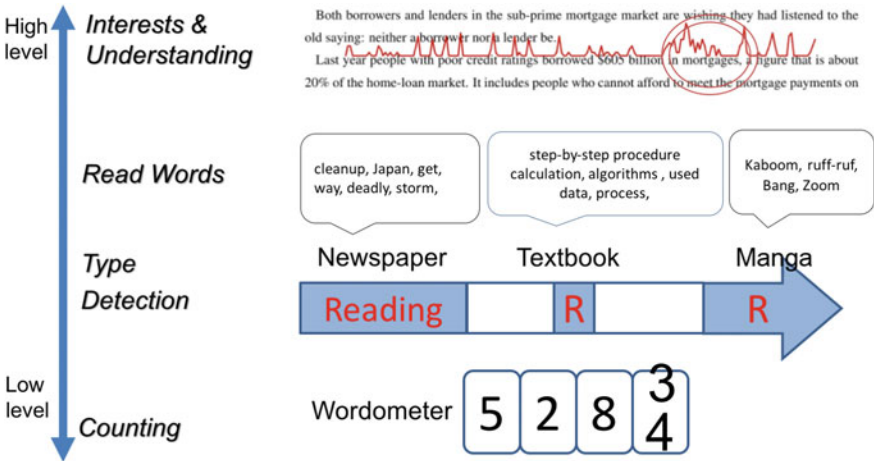 High
level
Interests &
Understanding
Both borrowers and lenders in the sub-prime mortgage market are wishing they had listened to the
old saying: neither a borrower nor a lender be.
Last year people with poor credit ratings borrowed $605 billion in mortgages, a figure that is about
20% of the home-loan market. It includes people who cannot afford to meet the mortgage payments on
Read Words
cleanup, Japan, get,
way, deadly, storm,
step-by-step procedure
calculation, algorithms , used
data, process,
Kaboom, ruff-ruf,
Bang, Zoom
Type
Detection
Newspaper Textbook Manga
Reading R R
Low
level
Counting
Wordometer 5 2 8 3
4